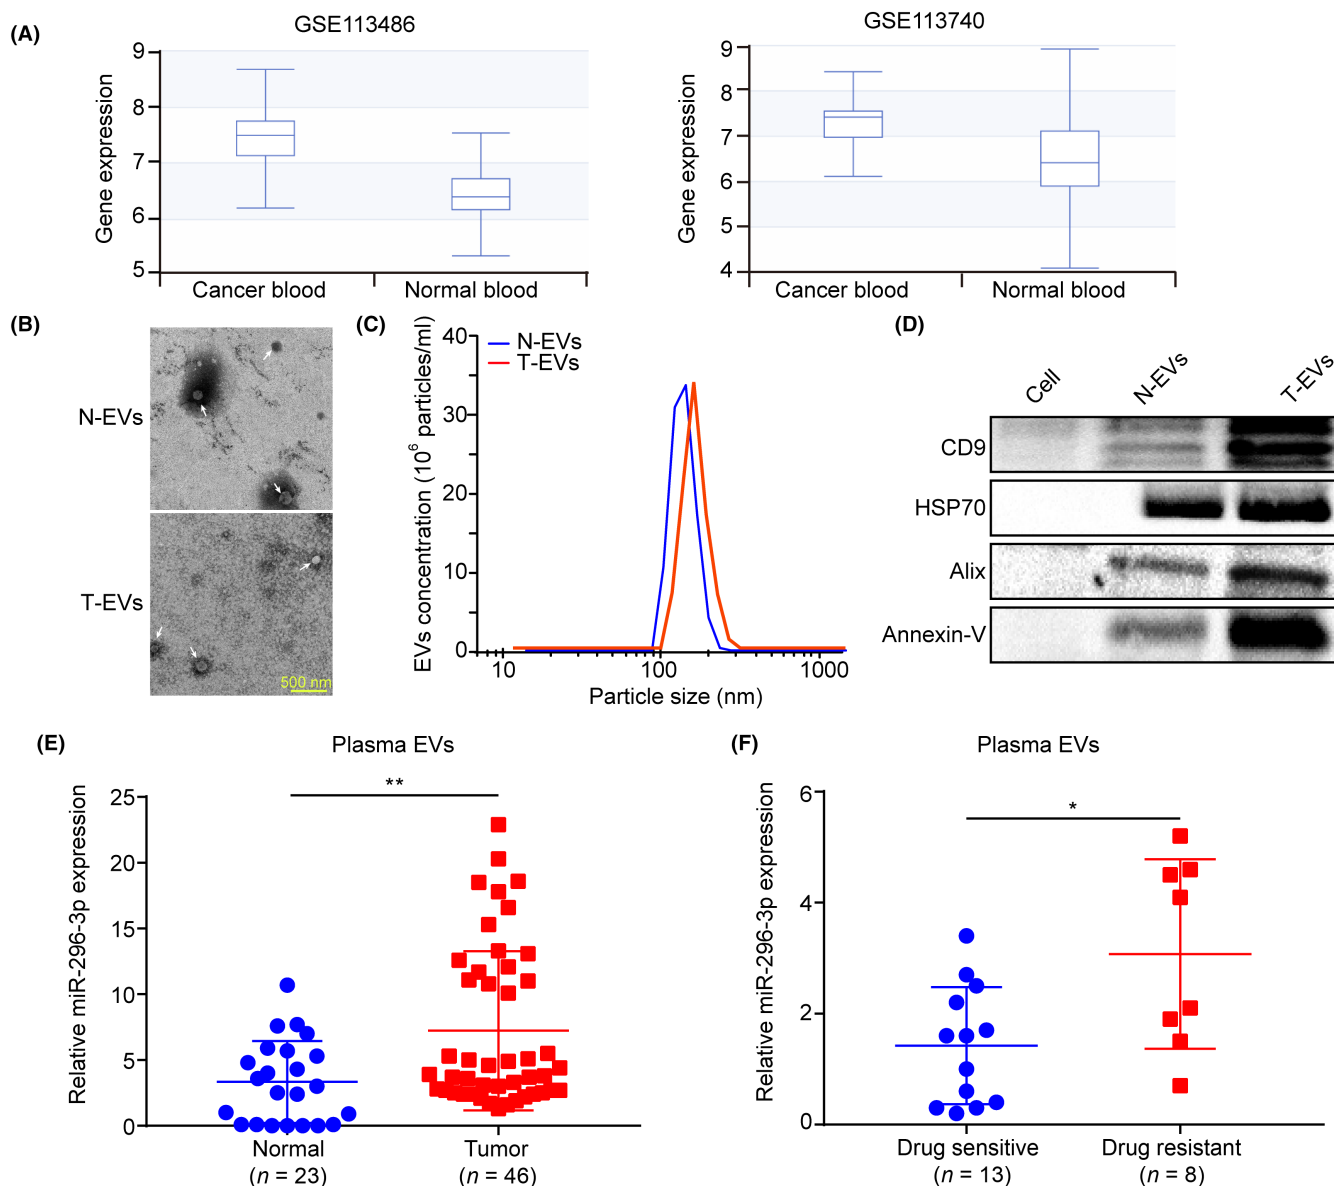 (A)
GSE113486
Gene expression
9
8
7
6
5
Cancer blood
Normal blood
GSE113740
Gene expression
9
8
7
6
5
4
Cancer blood
Normal blood
(B)
N-EVs
T-EVs
500 nm
(C)
EVs concentration (10⁶ particles/ml)
40
30
20
10
0
N-EVs
T-EVs
10
100
1000
Particle size (nm)
(D)
Cell
N-EVs
T-EVs
CD9
HSP70
Alix
Annexin-V
(E)
Plasma EVs
**
Relative miR-296-3p expression
25
20
15
10
5
0
Normal
(n = 23)
Tumor
(n = 46)
(F)
Plasma EVs
*
Relative miR-296-3p expression
6
4
2
0
Drug sensitive
(n = 13)
Drug resistant
(n = 8)